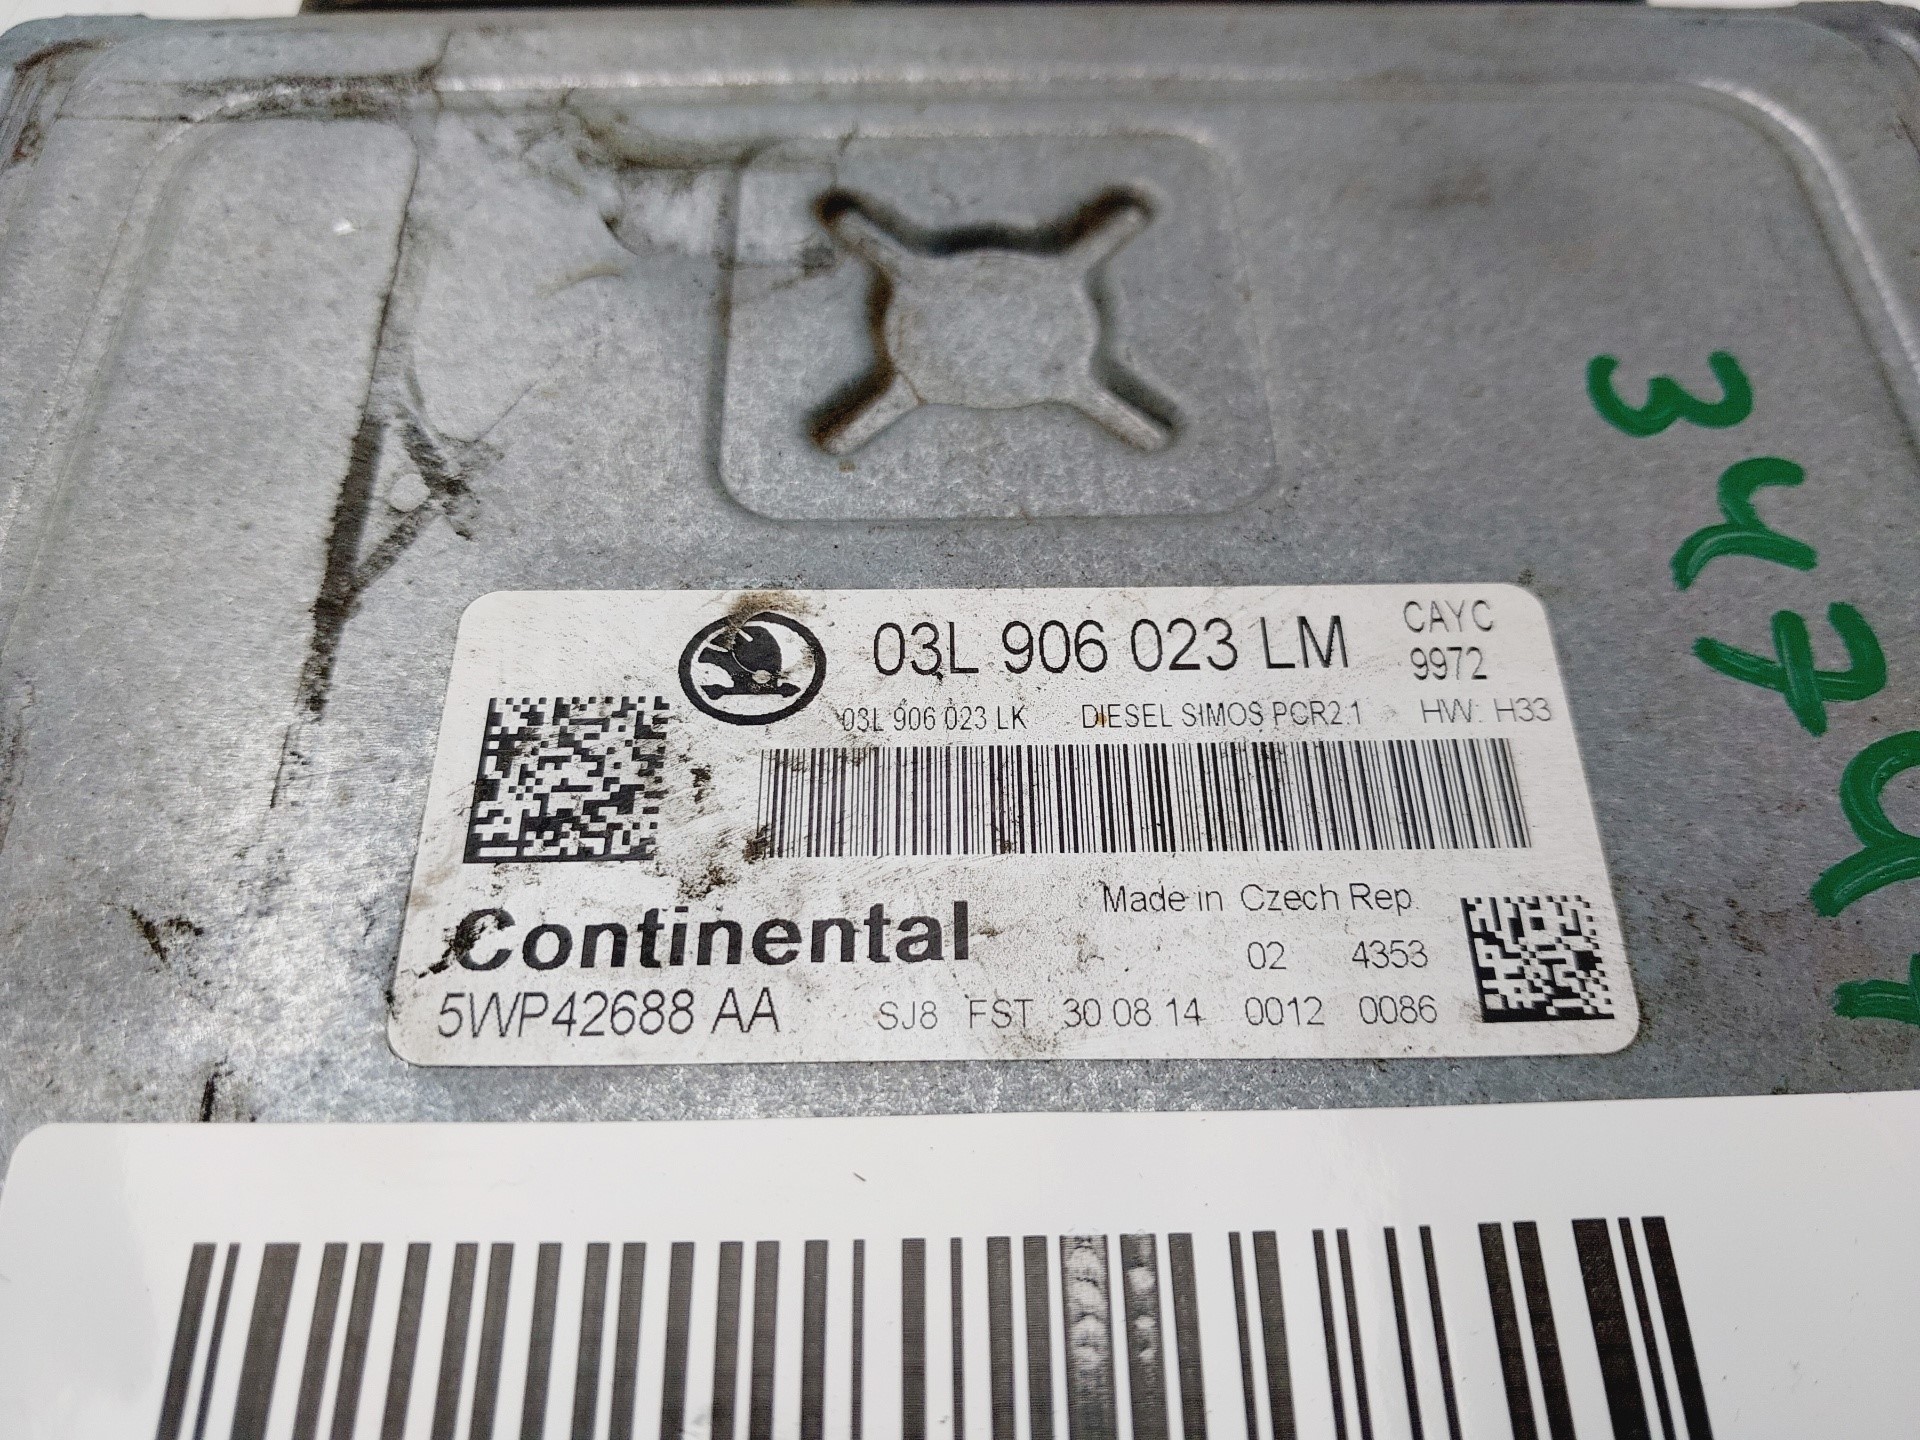 03L 906 023 LM
CAYC
9972
03L 906 023 LK DIESEL SIMOS PCR2.1 HW: H33
Continental
Made in Czech Rep.
02 4353
5WP42688 AA
SJ8 FST 30 08 14 0012 0086